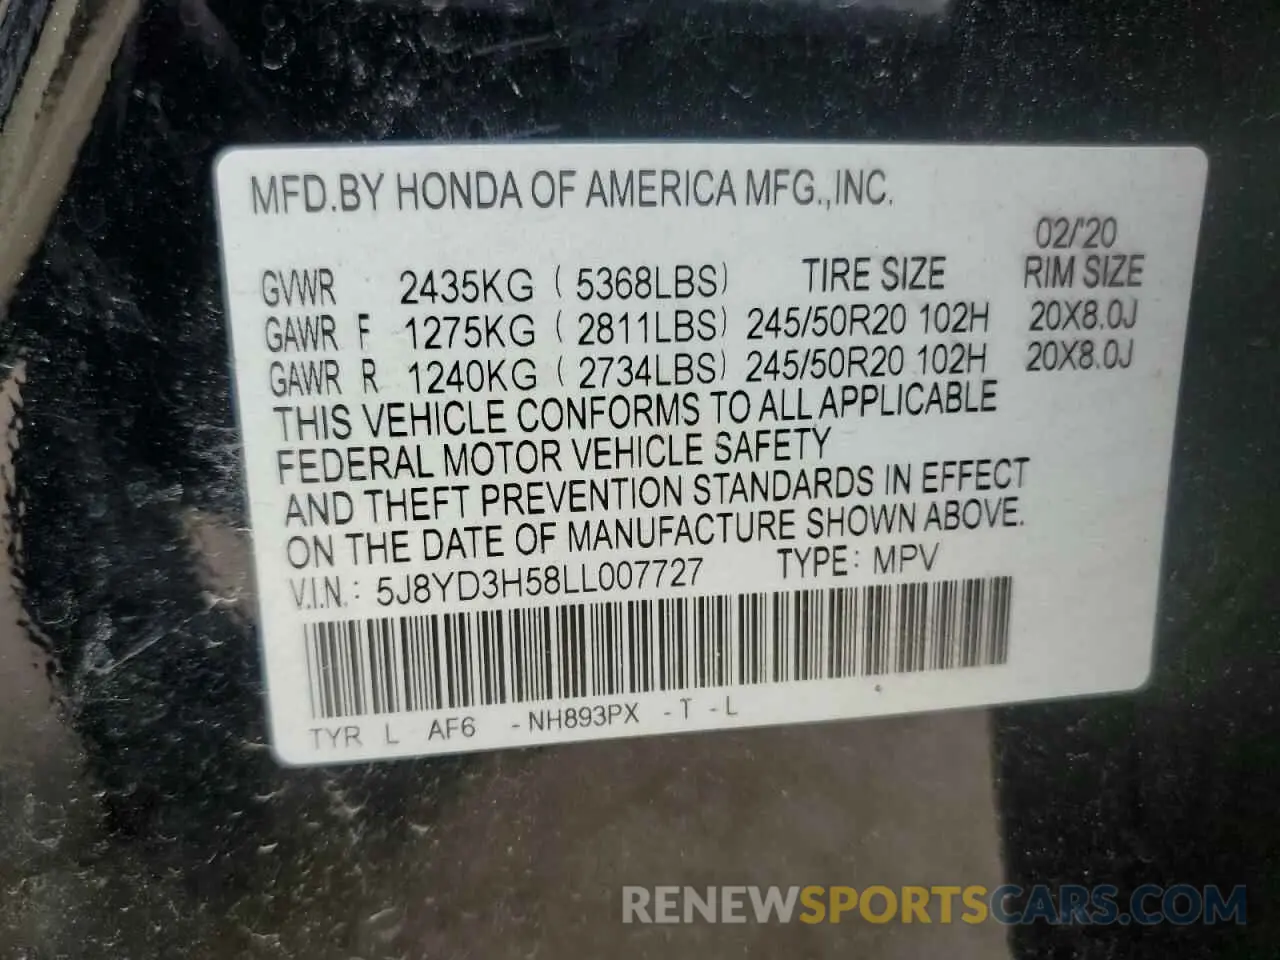 MFD.BY HONDA OF AMERICA MFG.,INC.
02/'20
GVWR 2435KG ( 5368LBS) TIRE SIZE RIM SIZE
GAWR F 1275KG ( 2811LBS) 245/50R20 102H 20X8.0J
GAWR R 1240KG ( 2734LBS) 245/50R20 102H 20X8.0J
THIS VEHICLE CONFORMS TO ALL APPLICABLE
FEDERAL MOTOR VEHICLE SAFETY
AND THEFT PREVENTION STANDARDS IN EFFECT
ON THE DATE OF MANUFACTURE SHOWN ABOVE.
V.I.N.: 5J8YD3H58LL007727 TYPE: MPV
TYR L AF6 -NH893PX -T -L
RENEWSPORTSCARS.COM